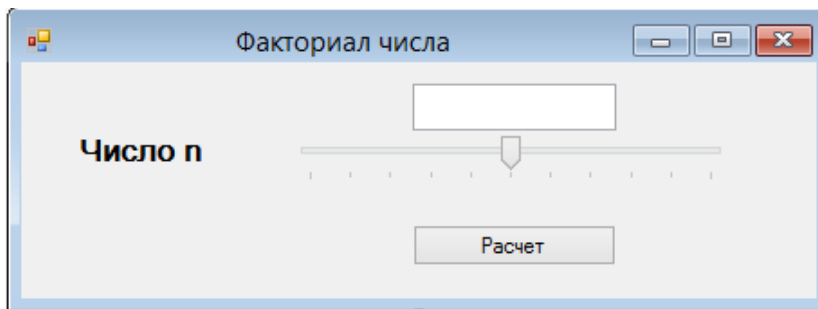 Факториал числа
Число n
Расчет